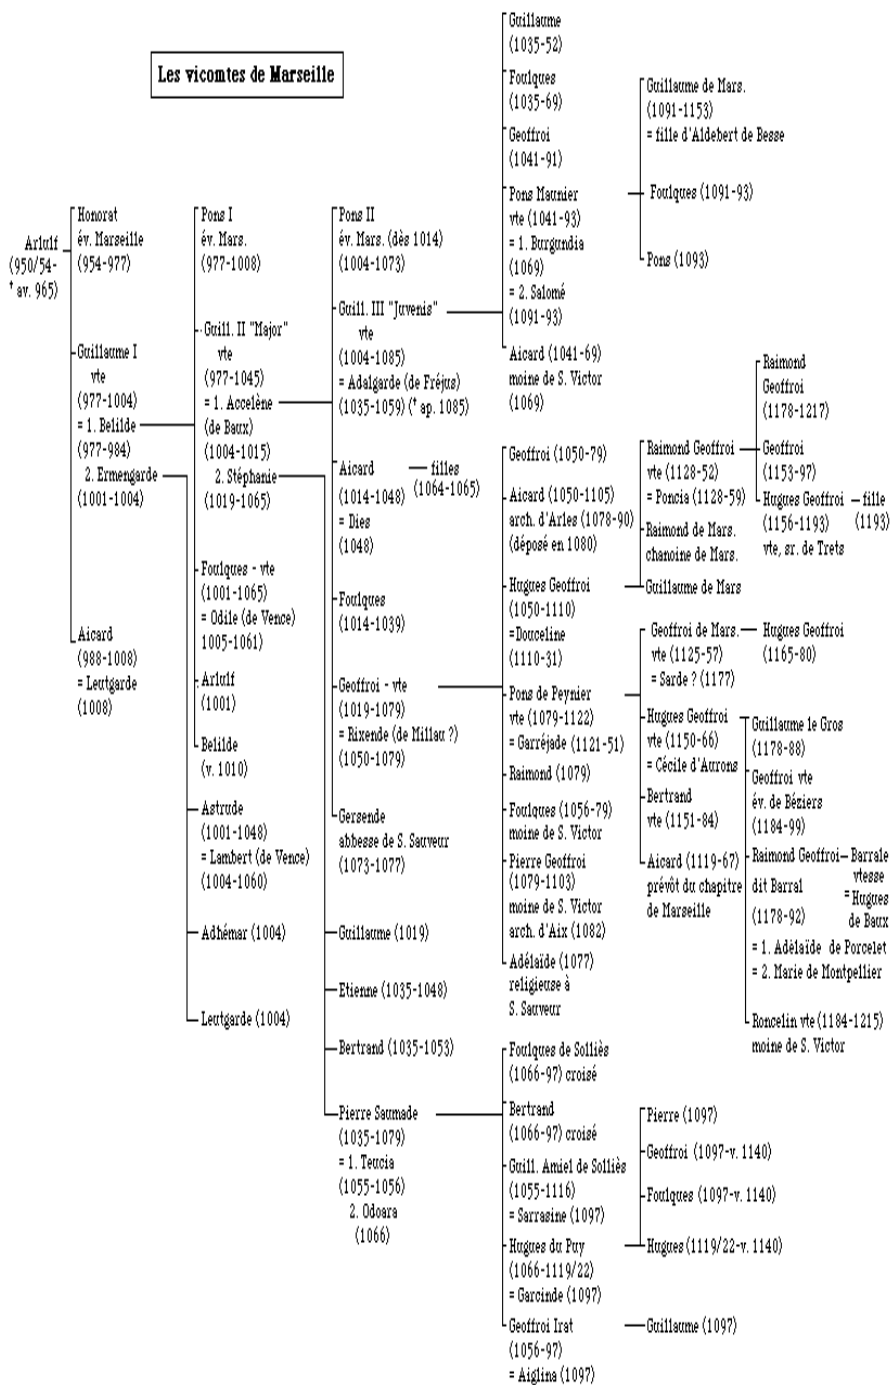 Les vicomtes de Marseille
Arlulf
(950/54-
† av. 965)
Honorat
év. Marseille
(954-977)
Guillaume I
vte
(977-1004)
= 1. Belilde
(977-984)
2. Ermengarde
(1001-1004)
Aicard
(988-1008)
= Leutgarde
(1008)
Pons I
év. Mars.
(977-1008)
Guill. II "Major"
vte
(977-1045)
= 1. Accelène
(de Baux)
(1004-1015)
2. Stéphanie
(1019-1065)
Foulques - vte
(1001-1065)
= Odile (de Vence)
1005-1061)
Arlulf
(1001)
Belilde
(v. 1010)
Astrude
(1001-1048)
= Lambert (de Vence)
(1004-1060)
Adhémar (1004)
Leutgarde (1004)
Pons II
év. Mars. (dès 1014)
(1004-1073)
Guill. III "Juvenis"
vte
(1004-1085)
= Adalgarde (de Fréjus)
(1035-1059) († ap. 1085)
Aicard
(1014-1048)
= Dies
(1048)
filles
(1064-1065)
Foulques
(1014-1039)
Geoffroi - vte
(1019-1079)
= Rixende (de Millau ?)
(1050-1079)
Gersende
abbesse de S. Sauveur
(1073-1077)
Guillaume (1019)
Etienne (1035-1048)
Bertrand (1035-1053)
Pierre Saumade
(1035-1079)
= 1. Teucia
(1055-1056)
2. Odoara
(1066)
Guillaume
(1035-52)
Foulques
(1035-69)
Geoffroi
(1041-91)
Pons Maunier
vte (1041-93)
= 1. Burgundia
(1069)
= 2. Salomé
(1091-93)
Aicard (1041-69)
moine de S. Victor
(1069)
Geoffroi (1050-79)
Aicard (1050-1105)
arch. d'Arles (1078-90)
(déposé en 1080)
Hugues Geoffroi
(1050-1110)
=Douceline
(1110-31)
Pons de Peynier
vte (1079-1122)
= Garréjade (1121-51)
Raimond (1079)
Foulques (1056-79)
moine de S. Victor
Pierre Geoffroi
(1079-1103)
moine de S. Victor
arch. d'Aix (1082)
Adélaïde (1077)
religieuse à
S. Sauveur
Foulques de Solliès
(1066-97) croisé
Bertrand
(1066-97) croisé
Guill. Amiel de Solliès
(1055-1116)
= Sarrasine (1097)
Hugues du Puy
(1066-1119/22)
= Garcinde (1097)
Geoffroi Irat
(1056-97)
= Aiglina (1097)
Guillaume de Mars.
(1091-1153)
= fille d'Aldebert de Besse
Foulques (1091-93)
Pons (1093)
Raimond Geoffroi
vte (1128-52)
= Poncia (1128-59)
Raimond de Mars.
chanoine de Mars.
Guillaume de Mars
Geoffroi de Mars.
vte (1125-57)
= Sarde ? (1177)
Hugues Geoffroi
(1165-80)
Hugues Geoffroi
vte (1150-66)
= Cécile d'Aurons
Bertrand
vte (1151-84)
Aicard (1119-67)
prévôt du chapitre
de Marseille
Pierre (1097)
Geoffroi (1097-v. 1140)
Foulques (1097-v. 1140)
Hugues (1119/22-v. 1140)
Guillaume (1097)
Raimond
Geoffroi
(1178-1217)
Geoffroi
(1153-97)
Hugues Geoffroi
(1156-1193)
vte, sr. de Trets
fille
(1193)
Guillaume le Gros
(1178-88)
Geoffroi vte
év. de Béziers
(1184-99)
Raimond Geoffroi
dit Barral
(1178-92)
= 1. Adélaïde de Porcelet
= 2. Marie de Montpellier
Barrale
vtesse
= Hugues
de Baux
Roncelin vte (1184-1215)
moine de S. Victor